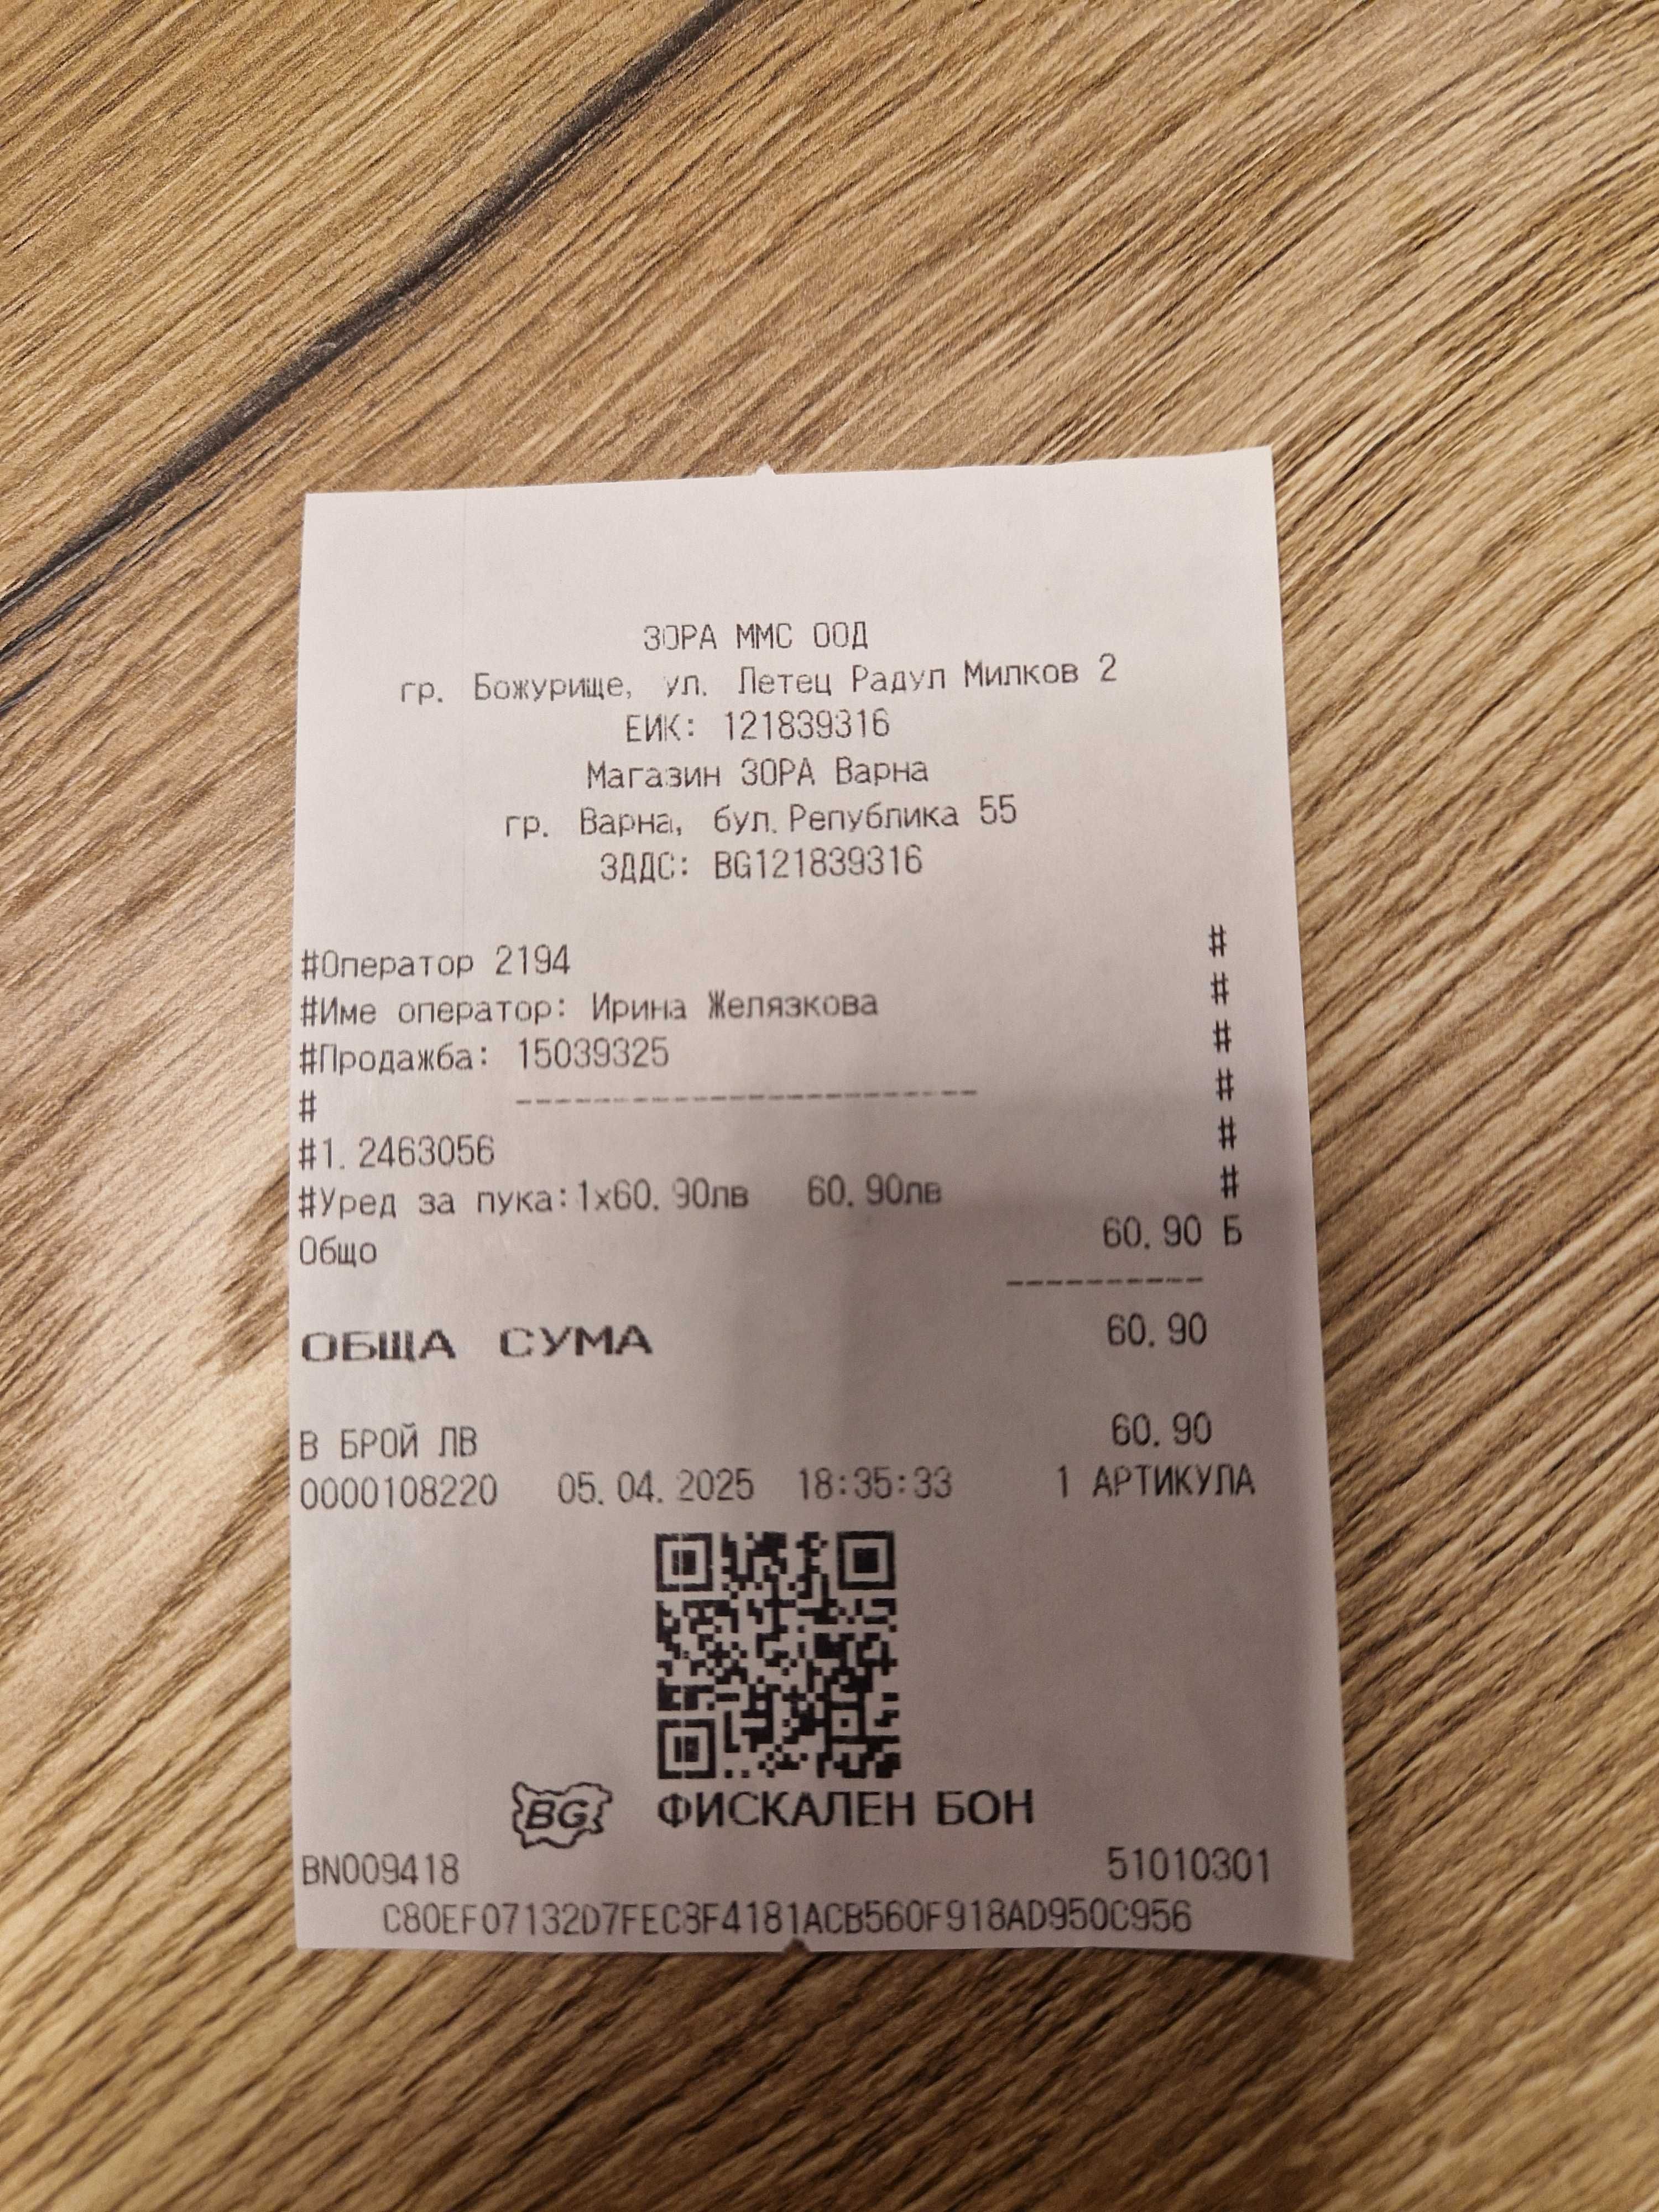 ЗОРА ММС ООД
гр. Божурище, ул. Летец Радул Милков 2
ЕИК: 121839316
Магазин ЗОРА Варна
гр. Варна, бул.Република 55
ЗДДС: BG121839316
#Оператор 2194 #
#Име оператор: Ирина Желязкова #
#Продажба: 15039325 #
# ------------------------ #
#1. 2463056 #
#Уред за пука:1x60.90лв 60.90лв #
Общо 60.90 Б
----------
ОБЩА СУМА 60.90
В БРОЙ ЛВ 60.90
0000108220 05.04.2025 18:35:33 1 АРТИКУЛА
BG ФИСКАЛЕН БОН
BN009418 51010301
C80EF07132D7FEC3F4181ACB560F918AD950C956